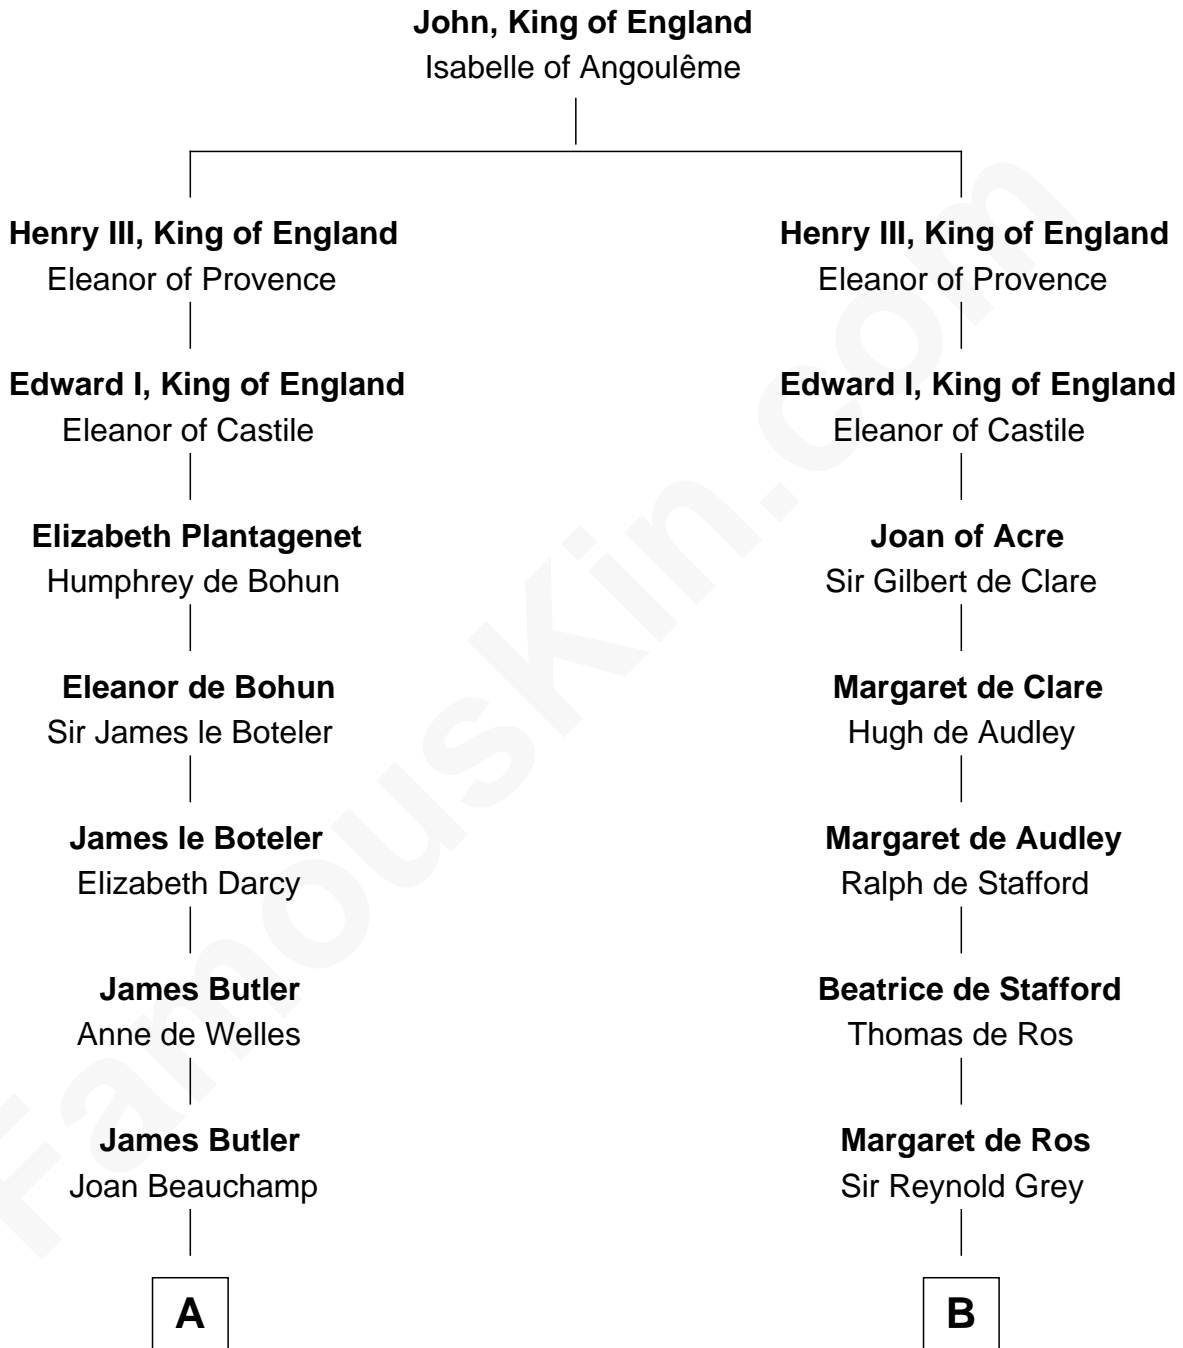 John, King of England
Isabelle of Angoulême
Henry III, King of England
Eleanor of Provence
Henry III, King of England
Eleanor of Provence
Edward I, King of England
Eleanor of Castile
Edward I, King of England
Eleanor of Castile
Elizabeth Plantagenet
Humphrey de Bohun
Joan of Acre
Sir Gilbert de Clare
Eleanor de Bohun
Sir James le Boteler
Margaret de Clare
Hugh de Audley
James le Boteler
Elizabeth Darcy
Margaret de Audley
Ralph de Stafford
James Butler
Anne de Welles
Beatrice de Stafford
Thomas de Ros
James Butler
Joan Beauchamp
Margaret de Ros
Sir Reynold Grey
A
B
FamousKin.com